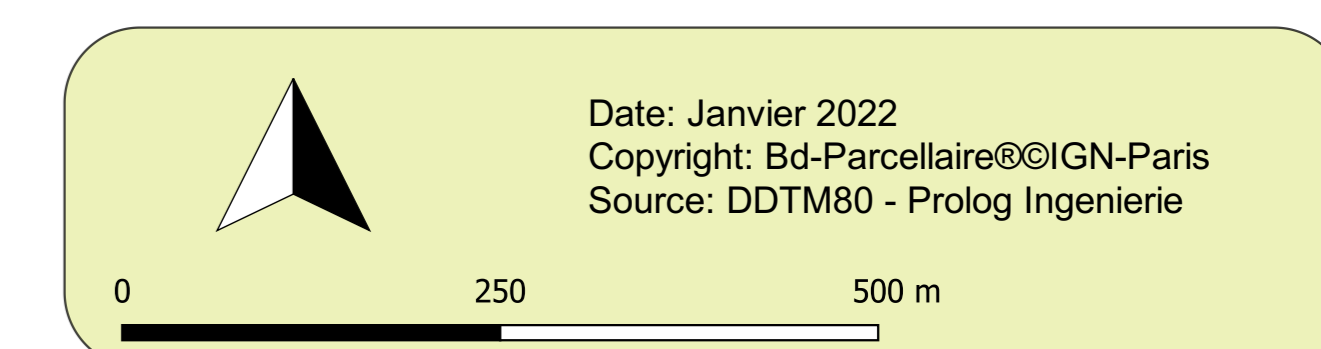 Date: Janvier 2022
Copyright: Bd-Parcellaire®©IGN-Paris
Source: DDTM80 - Prolog Ingenierie
0 250 500 m